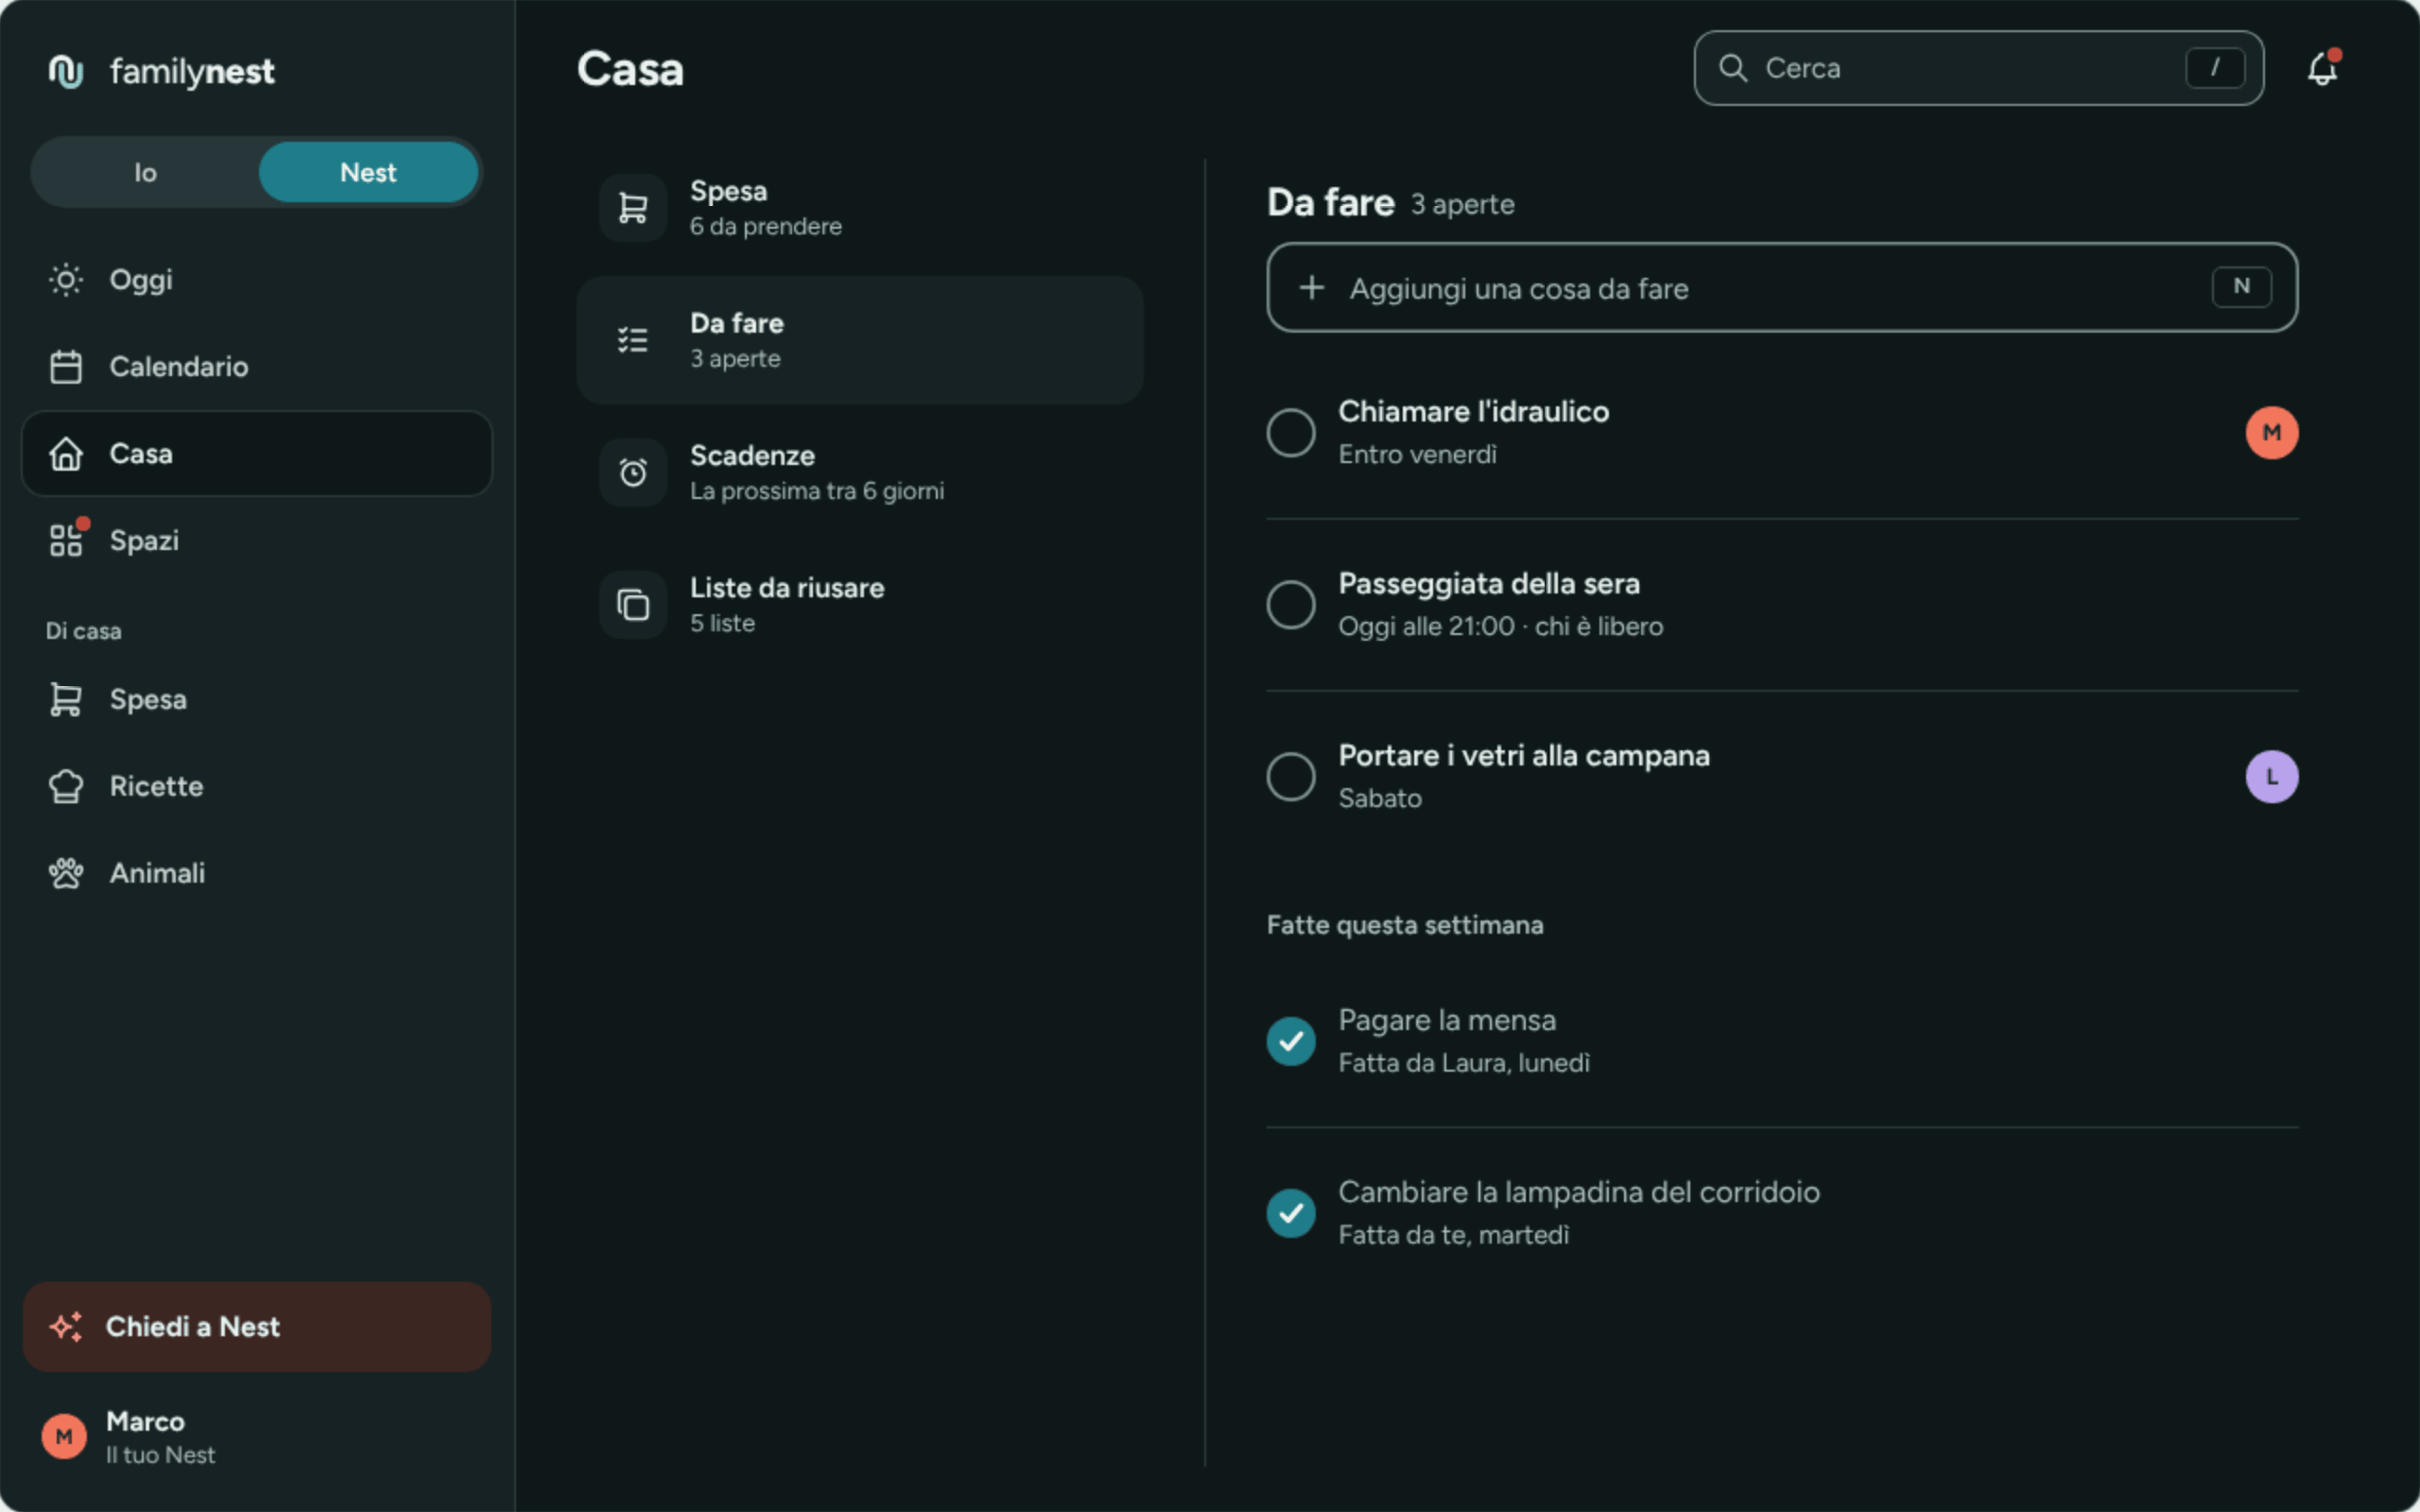 familynest
Io
Nest
Oggi
Calendario
Casa
Spazi
Di casa
Spesa
Ricette
Animali
Chiedi a Nest
M
Marco
Il tuo Nest
Casa
Cerca
/
Spesa
6 da prendere
Da fare
3 aperte
Scadenze
La prossima tra 6 giorni
Liste da riusare
5 liste
Da fare 3 aperte
Aggiungi una cosa da fare
N
Chiamare l'idraulico
Entro venerdì
M
Passeggiata della sera
Oggi alle 21:00 · chi è libero
Portare i vetri alla campana
Sabato
L
Fatte questa settimana
Pagare la mensa
Fatta da Laura, lunedì
Cambiare la lampadina del corridoio
Fatta da te, martedì